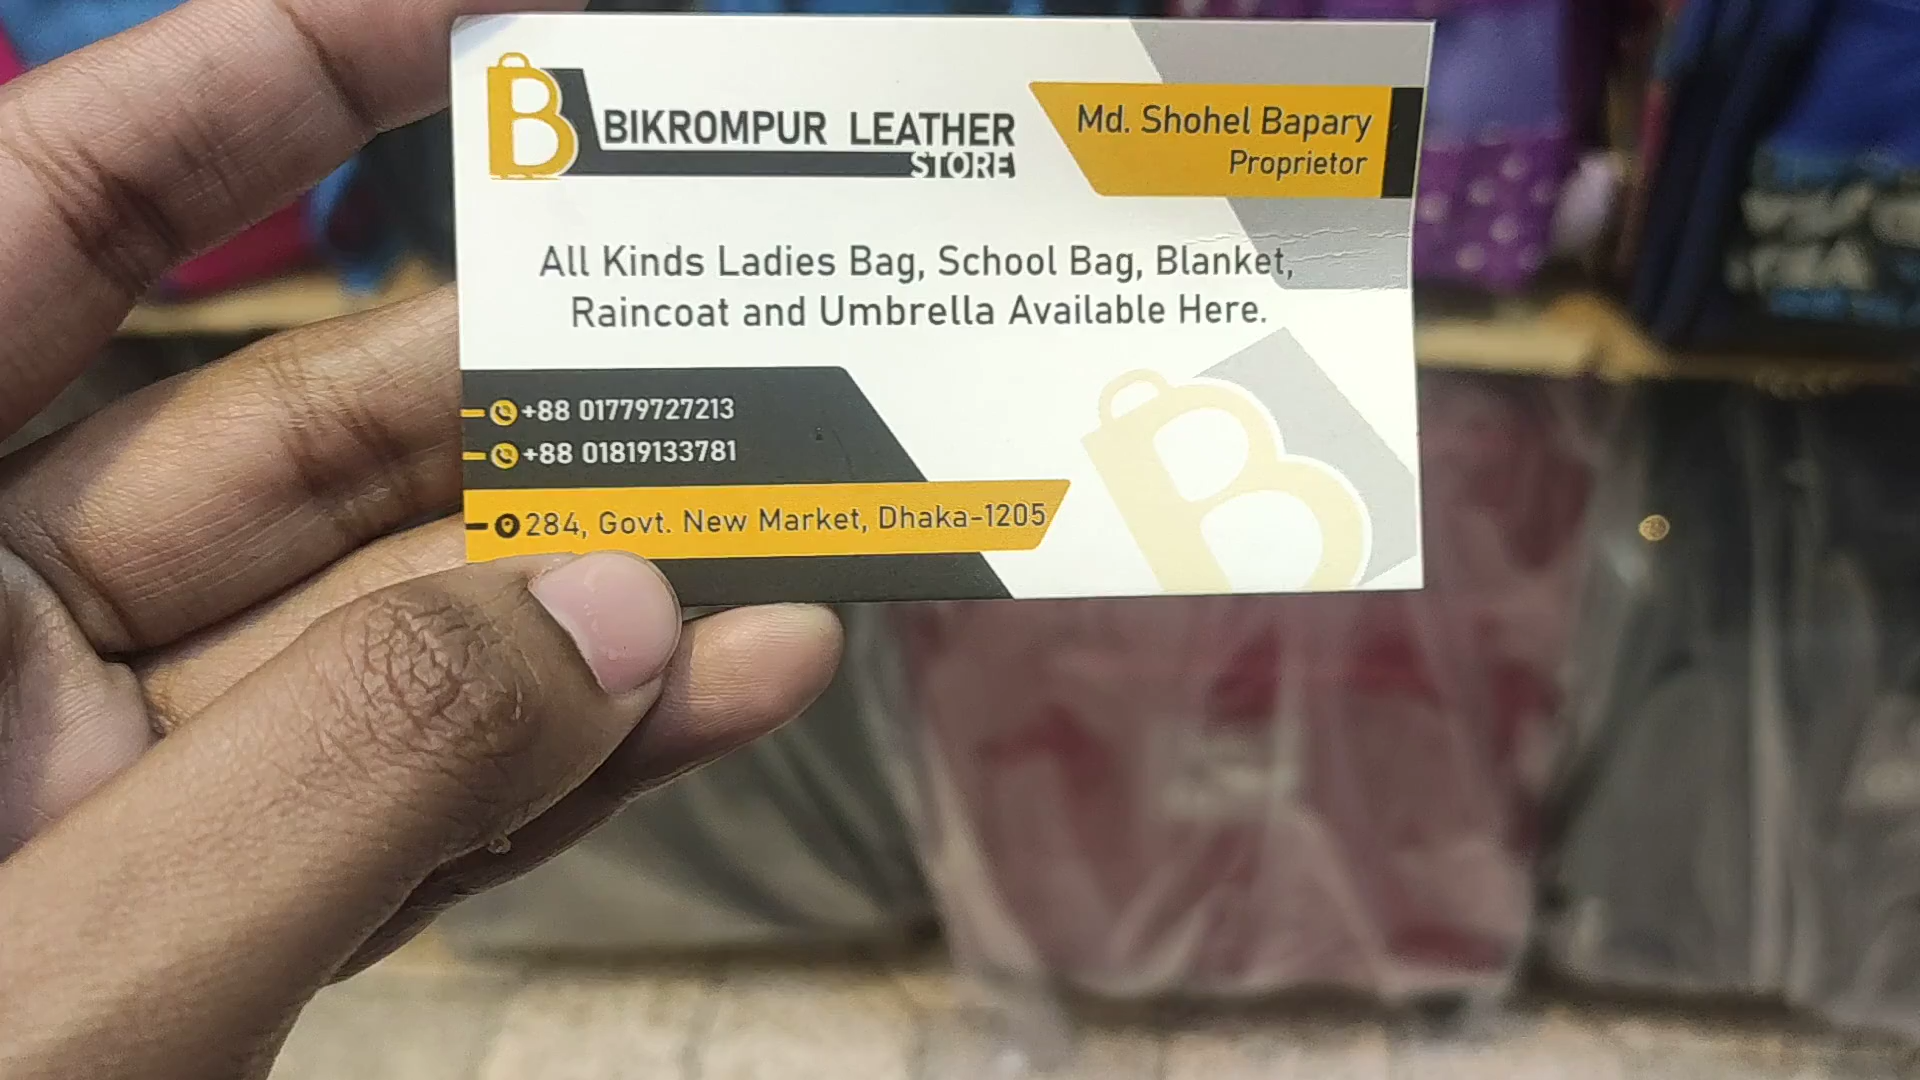 B BIKROMPUR LEATHER
STORE
Md. Shohel Bapary
Proprietor
All Kinds Ladies Bag, School Bag, Blanket,
Raincoat and Umbrella Available Here.
+88 01779727213
+88 01819133781
284, Govt. New Market, Dhaka-1205
B